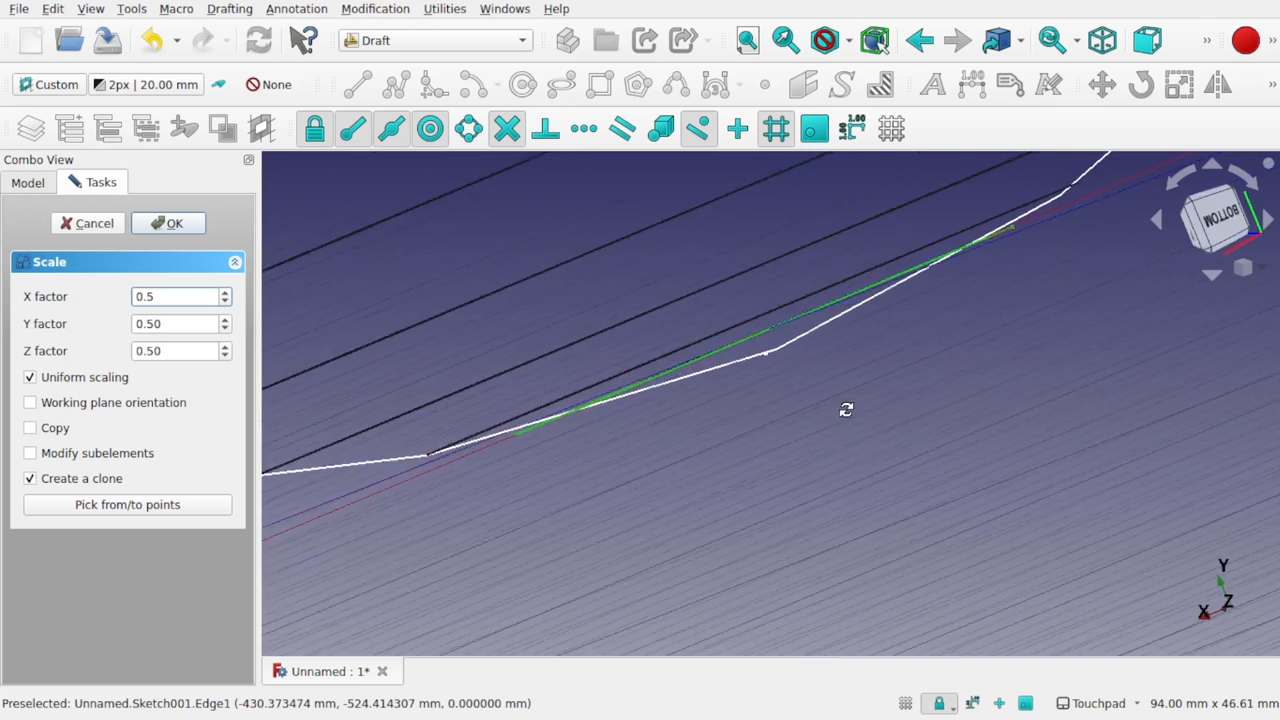 File Edit View Tools Macro Drafting Annotation Modification Utilities Windows Help
Draft
Custom 2px | 20.00 mm None
Combo View
Model Tasks
Cancel OK
Scale
X factor 0.5
Y factor 0.50
Z factor 0.50
Uniform scaling
Working plane orientation
Copy
Modify subelements
Create a clone
Pick from/to points
BOTTOM
Y
X Z
Unnamed : 1*
Preselected: Unnamed.Sketch001.Edge1 (-430.373474 mm, -524.414307 mm, 0.000000 mm) Touchpad 94.00 mm x 46.61 mm